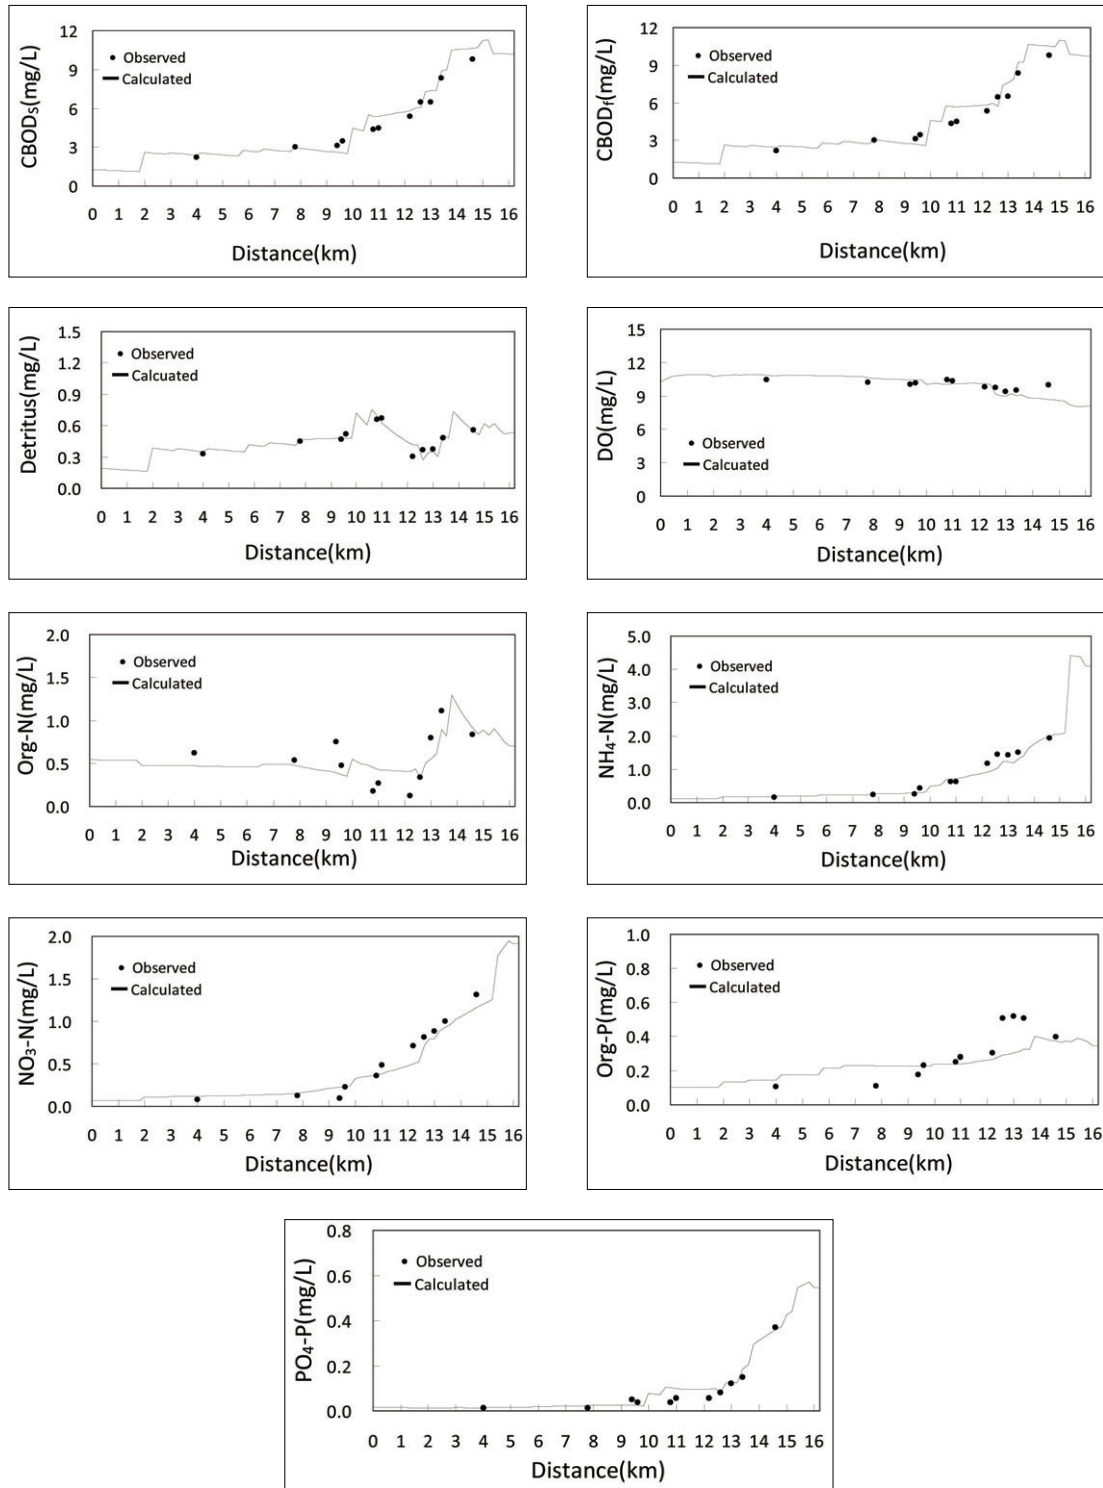 CBODs(mg/L)
12
9
6
3
0
Observed
Calculated
0 1 2 3 4 5 6 7 8 9 10 11 12 13 14 15 16
Distance(km)
CBODf(mg/L)
12
9
6
3
0
Observed
Calculated
0 1 2 3 4 5 6 7 8 9 10 11 12 13 14 15 16
Distance(km)
Detritus(mg/L)
1.5
1.2
0.9
0.6
0.3
0.0
Observed
Calcuated
0 1 2 3 4 5 6 7 8 9 10 11 12 13 14 15 16
Distance(km)
DO(mg/L)
15
12
9
6
3
0
Observed
Calcuated
0 1 2 3 4 5 6 7 8 9 10 11 12 13 14 15 16
Distance(km)
Org-N(mg/L)
2.0
1.5
1.0
0.5
0.0
Observed
Calculated
0 1 2 3 4 5 6 7 8 9 10 11 12 13 14 15 16
Distance(km)
NH₄-N(mg/L)
5.0
4.0
3.0
2.0
1.0
0.0
Observed
Calculated
0 1 2 3 4 5 6 7 8 9 10 11 12 13 14 15 16
Distance(km)
NO₃-N(mg/L)
2.0
1.5
1.0
0.5
0.0
Observed
Calculated
0 1 2 3 4 5 6 7 8 9 10 11 12 13 14 15 16
Distance(km)
Org-P(mg/L)
1.0
0.8
0.6
0.4
0.2
0.0
Observed
Calculated
0 1 2 3 4 5 6 7 8 9 10 11 12 13 14 15 16
Distance(km)
PO₄-P(mg/L)
0.8
0.6
0.4
0.2
0.0
Observed
Calculated
0 1 2 3 4 5 6 7 8 9 10 11 12 13 14 15 16
Distance(km)